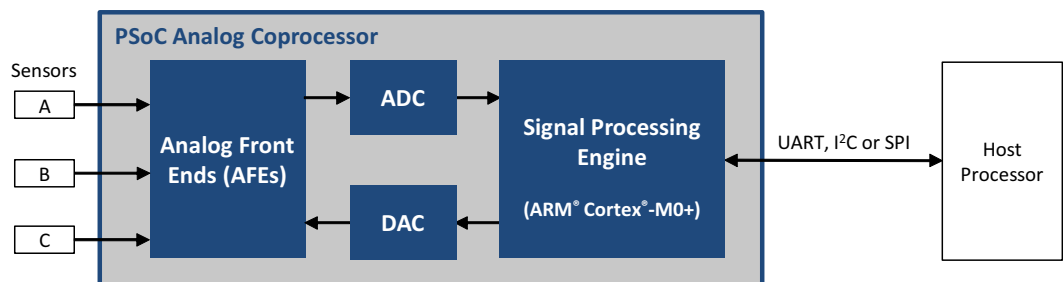 PSoC Analog Coprocessor
Sensors
A
B
C
Analog Front
Ends (AFEs)
ADC
DAC
Signal Processing
Engine
(ARM® Cortex®-M0+)
UART, I²C or SPI
Host
Processor